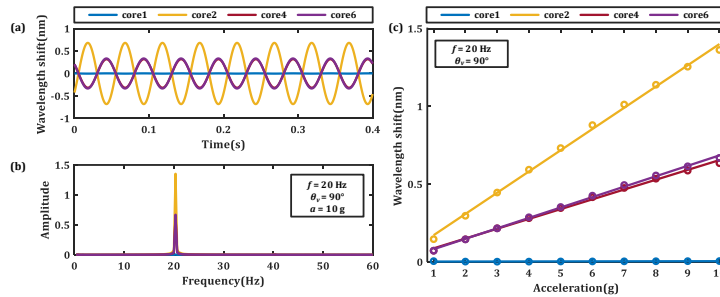 core1 core2 core4 core6
(a)
Wavelength shift(nm)
1
0.5
0
-0.5
-1
0 0.1 0.2 0.3 0.4
Time(s)
(b)
Amplitude
1.5
1
0.5
0
f = 20 Hz
θv = 90°
a = 10 g
0 10 20 30 40 50 60
Frequency(Hz)
core1 core2 core4 core6
(c)
Wavelength shift(nm)
1.5
1
0.5
0
f = 20 Hz
θv = 90°
1 2 3 4 5 6 7 8 9 1
Acceleration(g)